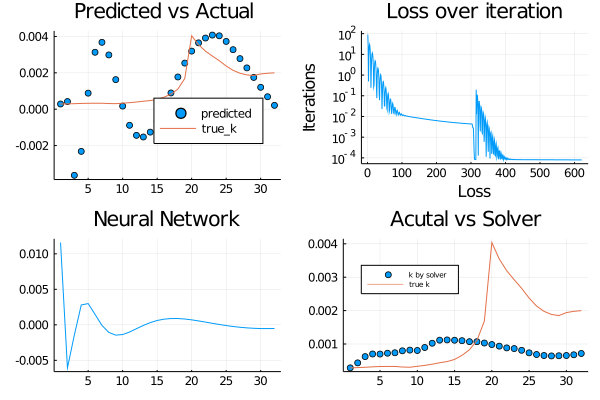 Predicted vs Actual
0.004
0.002
0.000
-0.002
predicted
true_k
5 10 15 20 25 30
Loss over iteration
10²
10¹
10⁰
10⁻¹
10⁻²
10⁻³
10⁻⁴
Iterations
0 100 200 300 400 500 600
Loss
Neural Network
0.010
0.005
0.000
-0.005
5 10 15 20 25 30
Acutal vs Solver
0.004
0.003
0.002
0.001
k by solver
true k
5 10 15 20 25 30